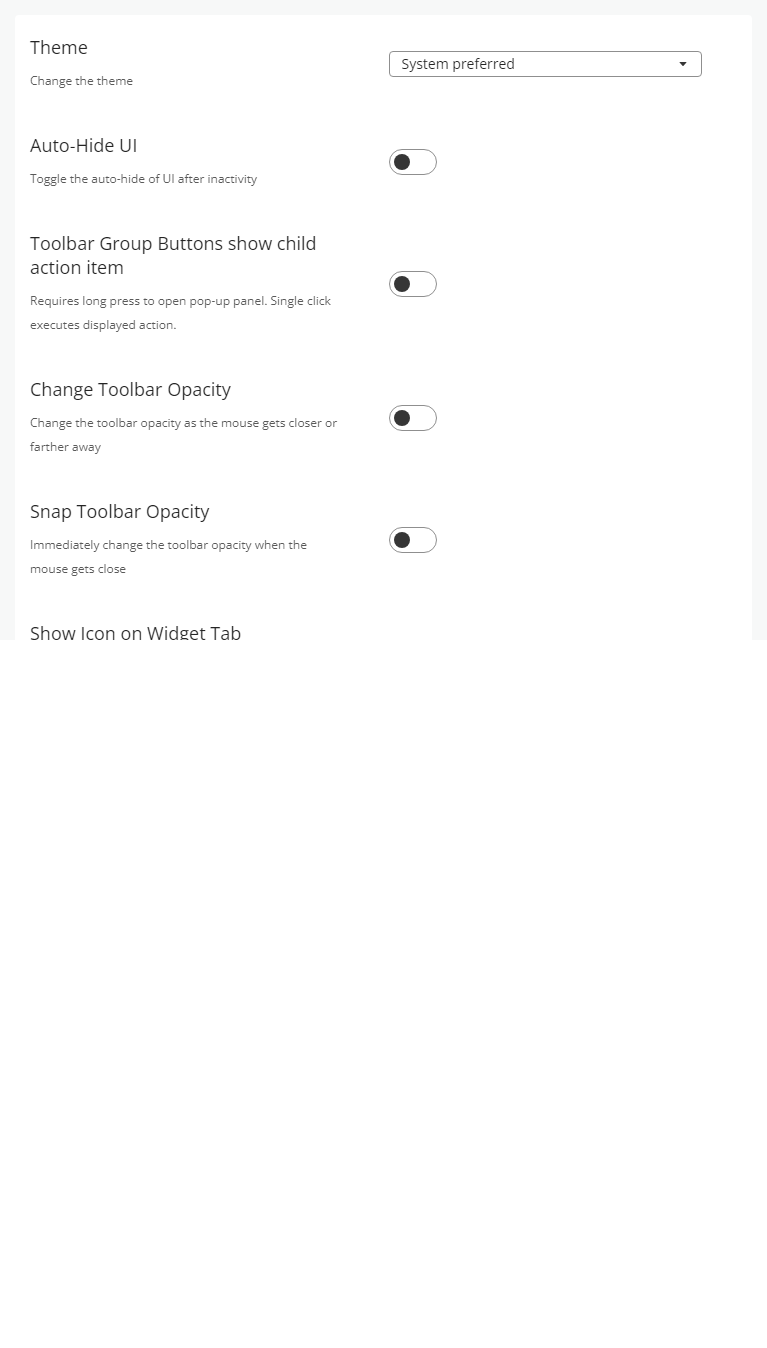 Theme
Change the theme
System preferred
Auto-Hide UI
Toggle the auto-hide of UI after inactivity
Toolbar Group Buttons show child
action item
Requires long press to open pop-up panel. Single click
executes displayed action.
Change Toolbar Opacity
Change the toolbar opacity as the mouse gets closer or
farther away
Snap Toolbar Opacity
Immediately change the toolbar opacity when the
mouse gets close
Show Icon on Widget Tab